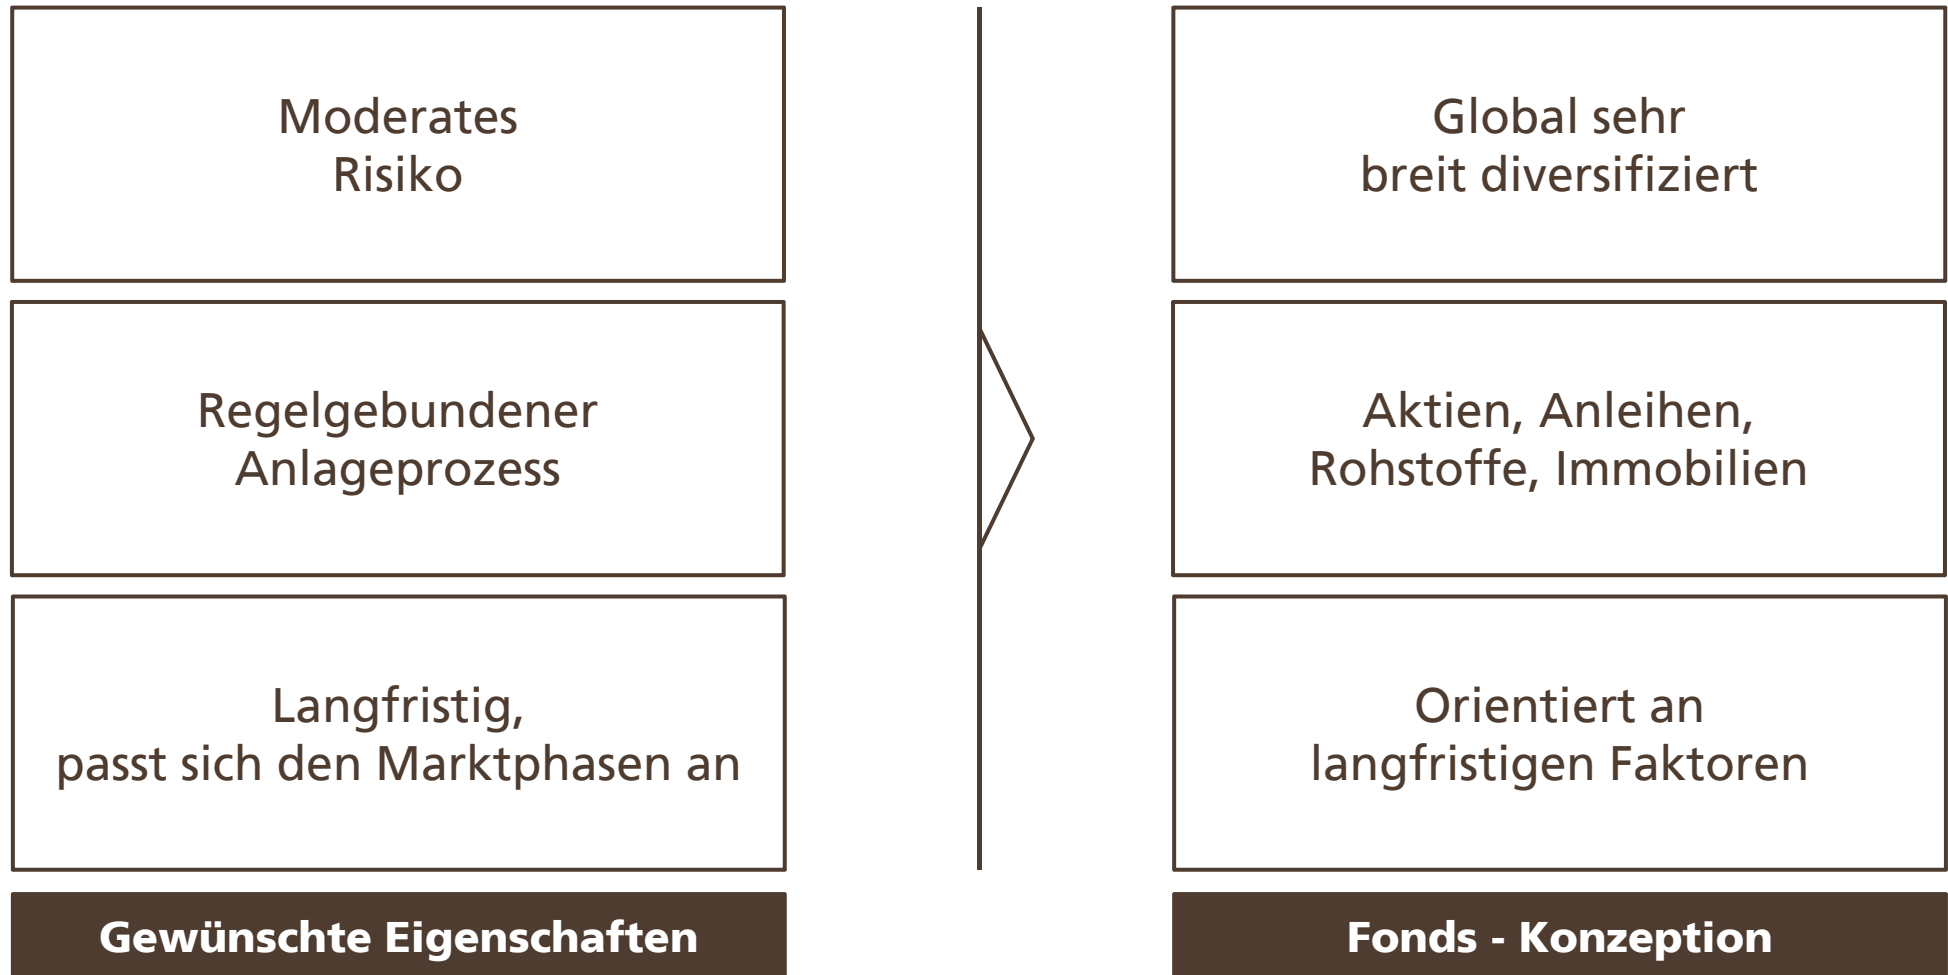 Moderates
Risiko
Regelgebundener
Anlageprozess
Langfristig,
passt sich den Marktphasen an
Gewünschte Eigenschaften
Global sehr
breit diversifiziert
Aktien, Anleihen,
Rohstoffe, Immobilien
Orientiert an
langfristigen Faktoren
Fonds - Konzeption